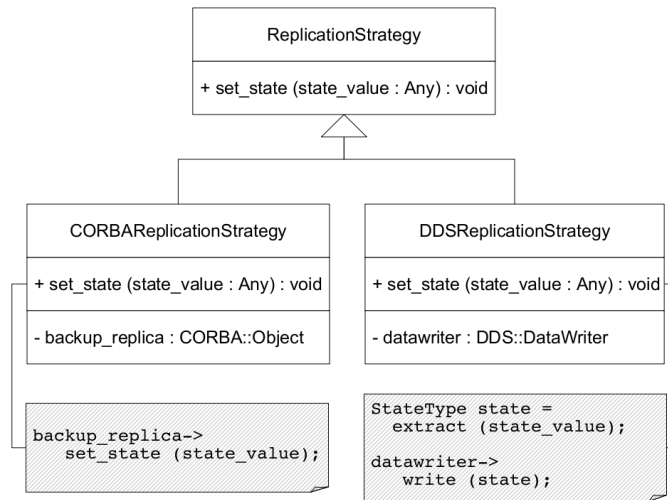 ReplicationStrategy
+ set_state (state_value : Any) : void
CORBAReplicationStrategy
+ set_state (state_value : Any) : void
- backup_replica : CORBA::Object
DDSReplicationStrategy
+ set_state (state_value : Any) : void
- datawriter : DDS::DataWriter
backup_replica->
set_state (state_value);
StateType state =
extract (state_value);
datawriter->
write (state);